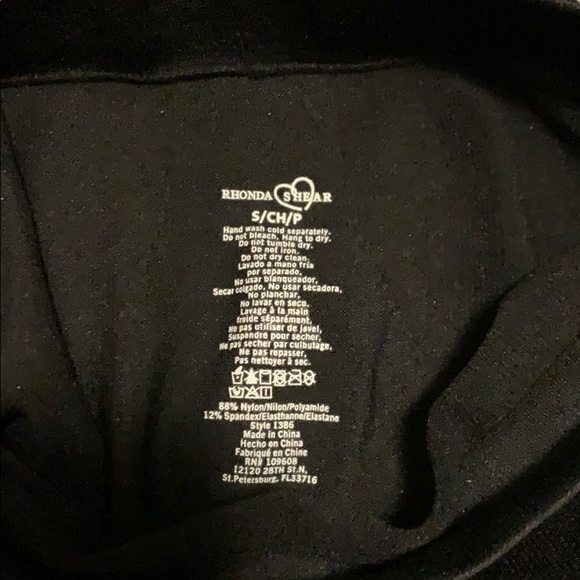 RHONDA SHEAR
S/CH/P
Hand wash cold separately.
Do not bleach, Hang to dry.
Do not tumble dry.
Do not iron.
Do not dry clean.
Lavado a mano fría
por separado.
No usar blanqueador,
Secar colgado, No usar secadora,
No planchar.
No lavar en seco.
Lavage à la main
froide séparément.
Ne pas utiliser de javel,
Suspendre pour secher,
Ne pas secher par culbutage,
Ne pas repasser,
Pas nettoyer à sec.
88% Nylon/Nilon/Polyamide
12% Spandex/Elasthanne/Elastane
Style 1386
Made in China
Hecho en China
Fabriqué en Chine
RN# 109608
12120 28TH St.N,
St.Petersburg, FL33716